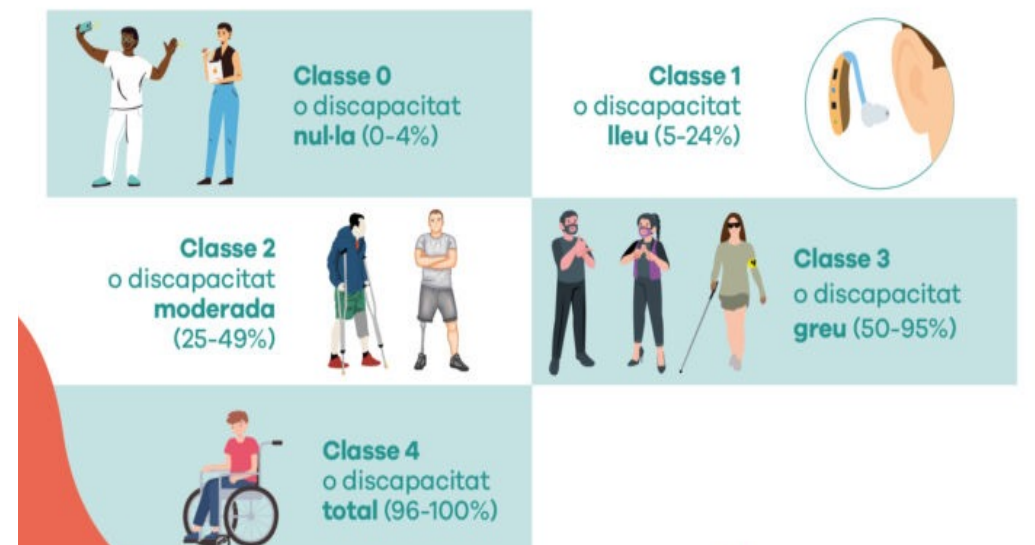 Classe 0
o discapacitat
nul·la (0-4%)
Classe 1
o discapacitat
lleu (5-24%)
Classe 2
o discapacitat
moderada
(25-49%)
Classe 3
o discapacitat
greu (50-95%)
Classe 4
o discapacitat
total (96-100%)